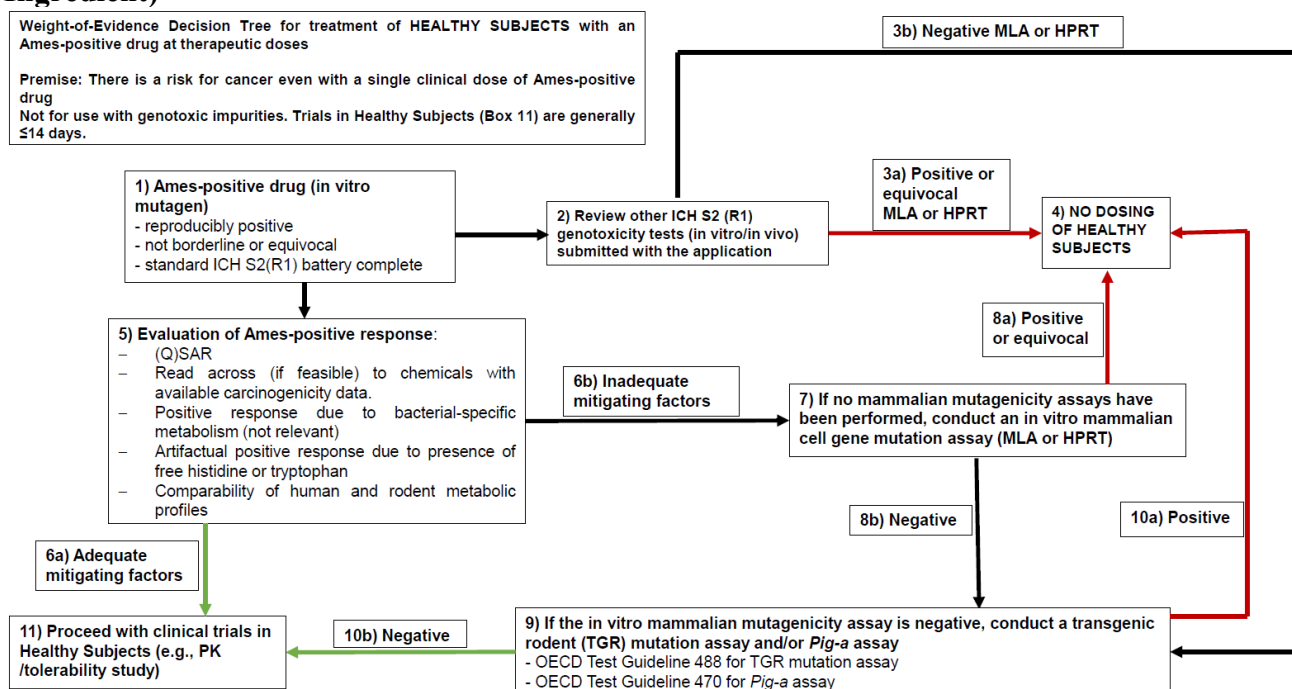 Ingredient)
Weight-of-Evidence Decision Tree for treatment of HEALTHY SUBJECTS with an
Ames-positive drug at therapeutic doses
Premise: There is a risk for cancer even with a single clinical dose of Ames-positive
drug
Not for use with genotoxic impurities. Trials in Healthy Subjects (Box 11) are generally
≤14 days.
3b) Negative MLA or HPRT
1) Ames-positive drug (in vitro
mutagen)
- reproducibly positive
- not borderline or equivocal
- standard ICH S2(R1) battery complete
2) Review other ICH S2 (R1)
genotoxicity tests (in vitro/in vivo)
submitted with the application
3a) Positive or
equivocal
MLA or HPRT
4) NO DOSING
OF HEALTHY
SUBJECTS
5) Evaluation of Ames-positive response:
– (Q)SAR
– Read across (if feasible) to chemicals with
available carcinogenicity data.
– Positive response due to bacterial-specific
metabolism (not relevant)
– Artifactual positive response due to presence of
free histidine or tryptophan
– Comparability of human and rodent metabolic
profiles
6b) Inadequate
mitigating factors
8a) Positive
or equivocal
7) If no mammalian mutagenicity assays have
been performed, conduct an in vitro mammalian
cell gene mutation assay (MLA or HPRT)
8b) Negative
10a) Positive
6a) Adequate
mitigating factors
11) Proceed with clinical trials in
Healthy Subjects (e.g., PK
/tolerability study)
10b) Negative
9) If the in vitro mammalian mutagenicity assay is negative, conduct a transgenic
rodent (TGR) mutation assay and/or Pig-a assay
- OECD Test Guideline 488 for TGR mutation assay
- OECD Test Guideline 470 for Pig-a assay